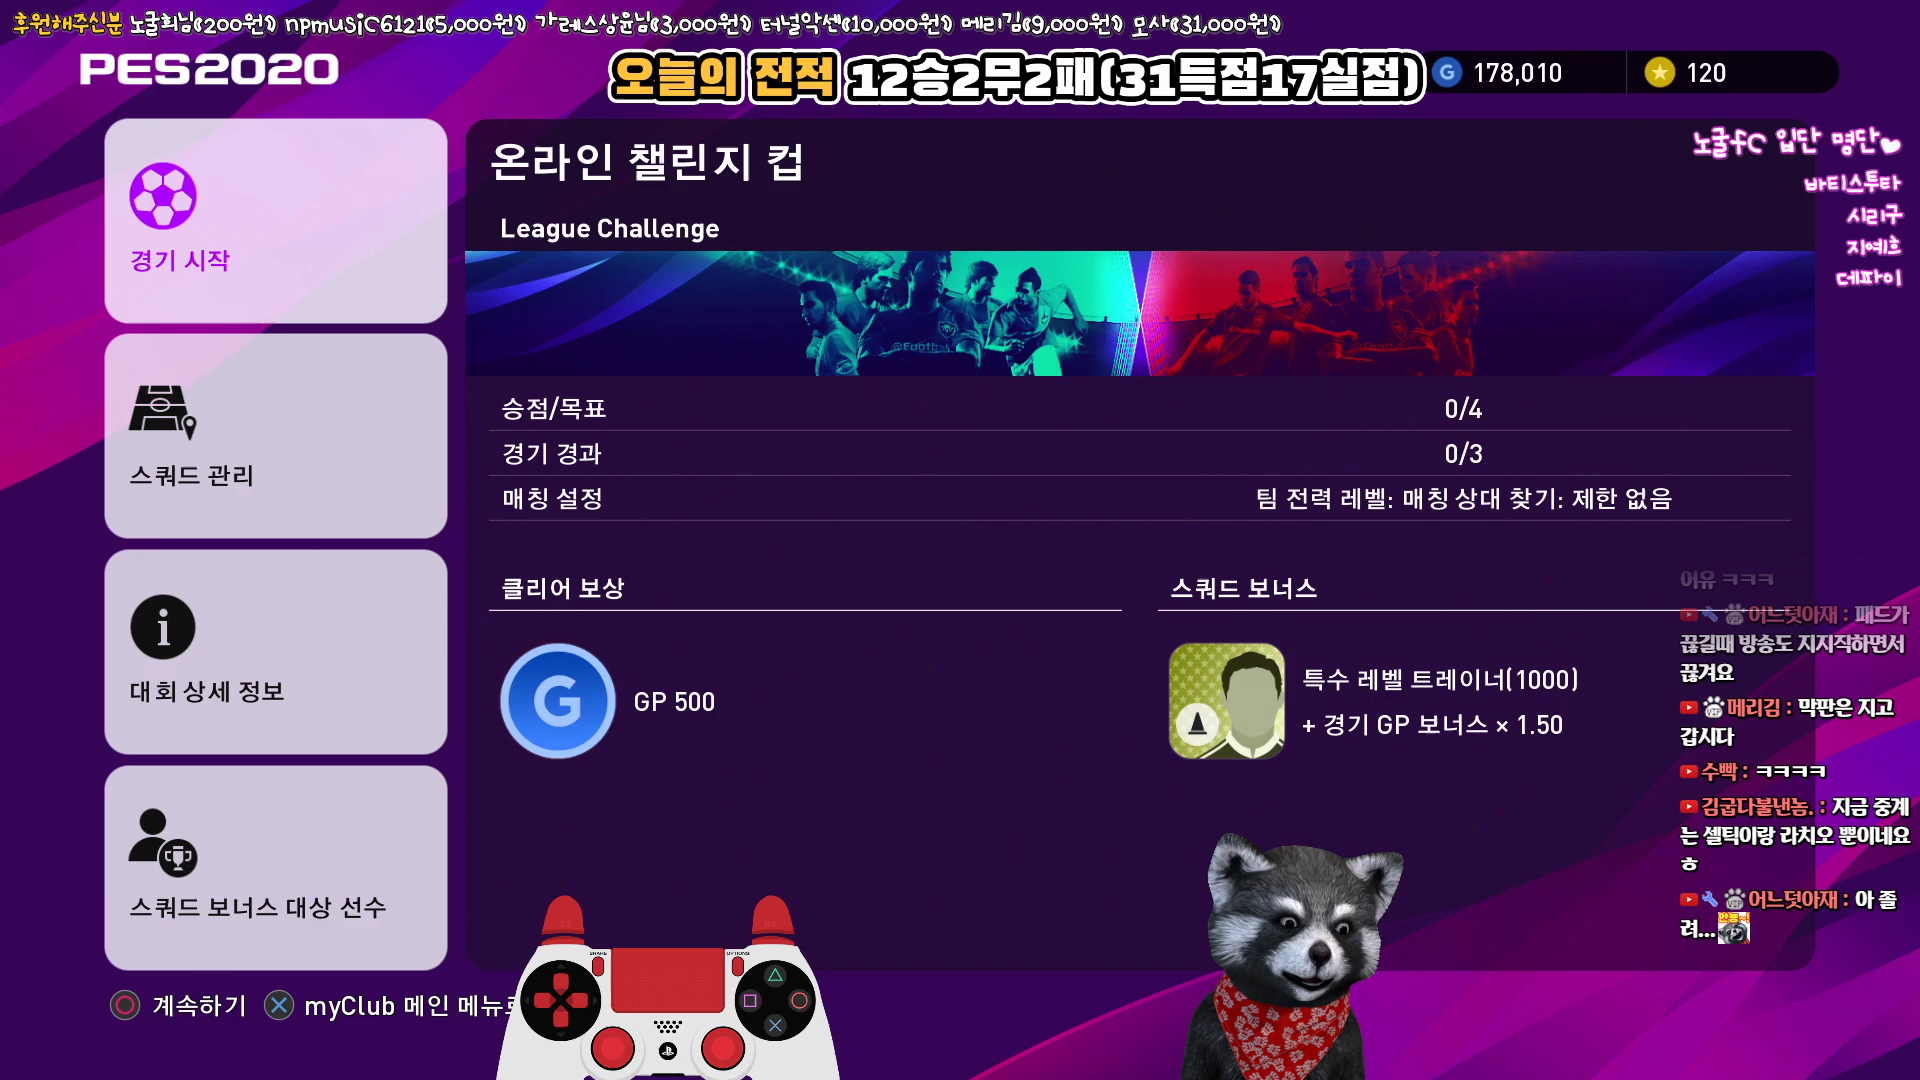 후원해주신분 노굴희님(200원) npmusic6121(5,000원) 가레스상윤님(3,000원) 터널악센(10,000원) 메리김(9,000원) 모사(31,000원)
PES2020
오늘의 전적 12승2무2패(31득점17실점)
178,010
120
노굴fc 입단 명단
바티스투타
시리구
지예흐
데파이
경기 시작
스쿼드 관리
대회 상세 정보
스쿼드 보너스 대상 선수
온라인 챌린지 컵
League Challenge
승점/목표 0/4
경기 경과 0/3
매칭 설정 팀 전력 레벨: 매칭 상대 찾기: 제한 없음
클리어 보상
GP 500
스쿼드 보너스
특수 레벨 트레이너(1000)
+ 경기 GP 보너스 × 1.50
여유 ㅋㅋㅋ
어느덧아재 : 패드가
끊길때 방송도 지지직하면서
끊겨요
메리김 : 막판은 지고
갑시다
수빡 : ㅋㅋㅋㅋ
김굽다불낸놈. : 지금 중계
는 셀틱이랑 라치오 뿐이네요
ㅎ
어느덧아재 : 아 졸
려...
계속하기
myClub 메인 메뉴로
SHARE
OPTIONS